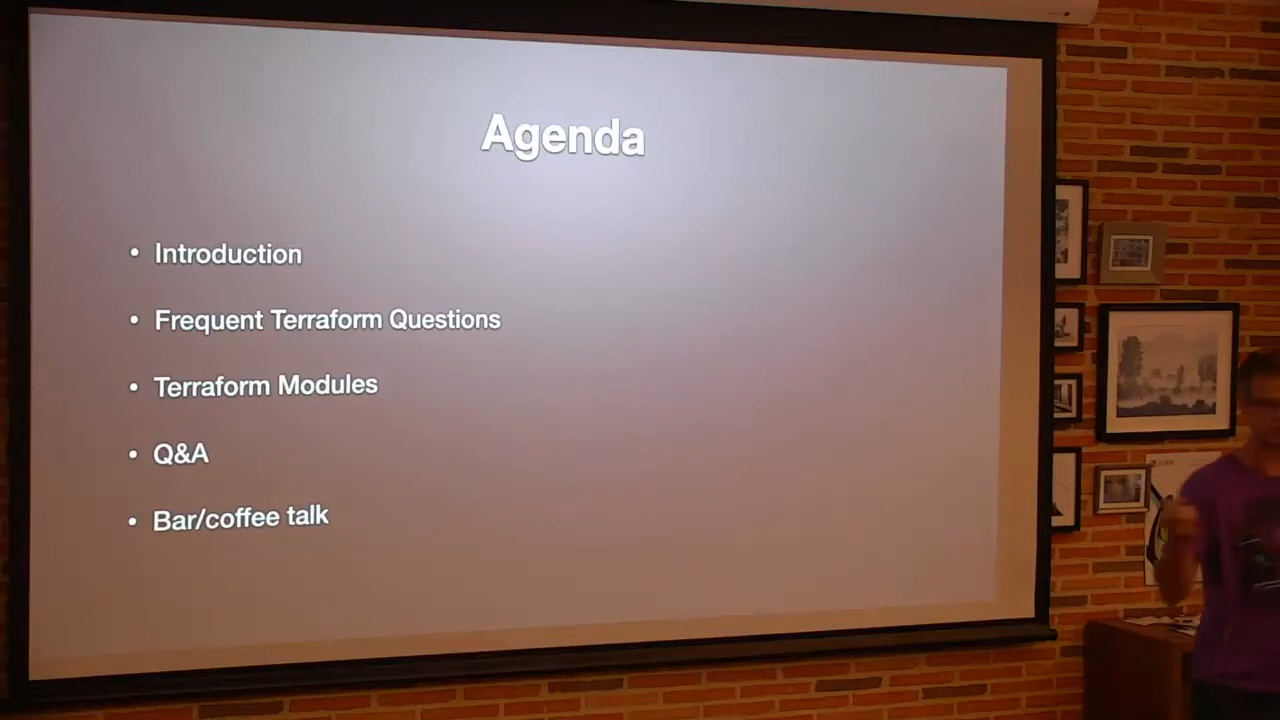 Agenda
• Introduction
• Frequent Terraform Questions
• Terraform Modules
• Q&A
• Bar/coffee talk